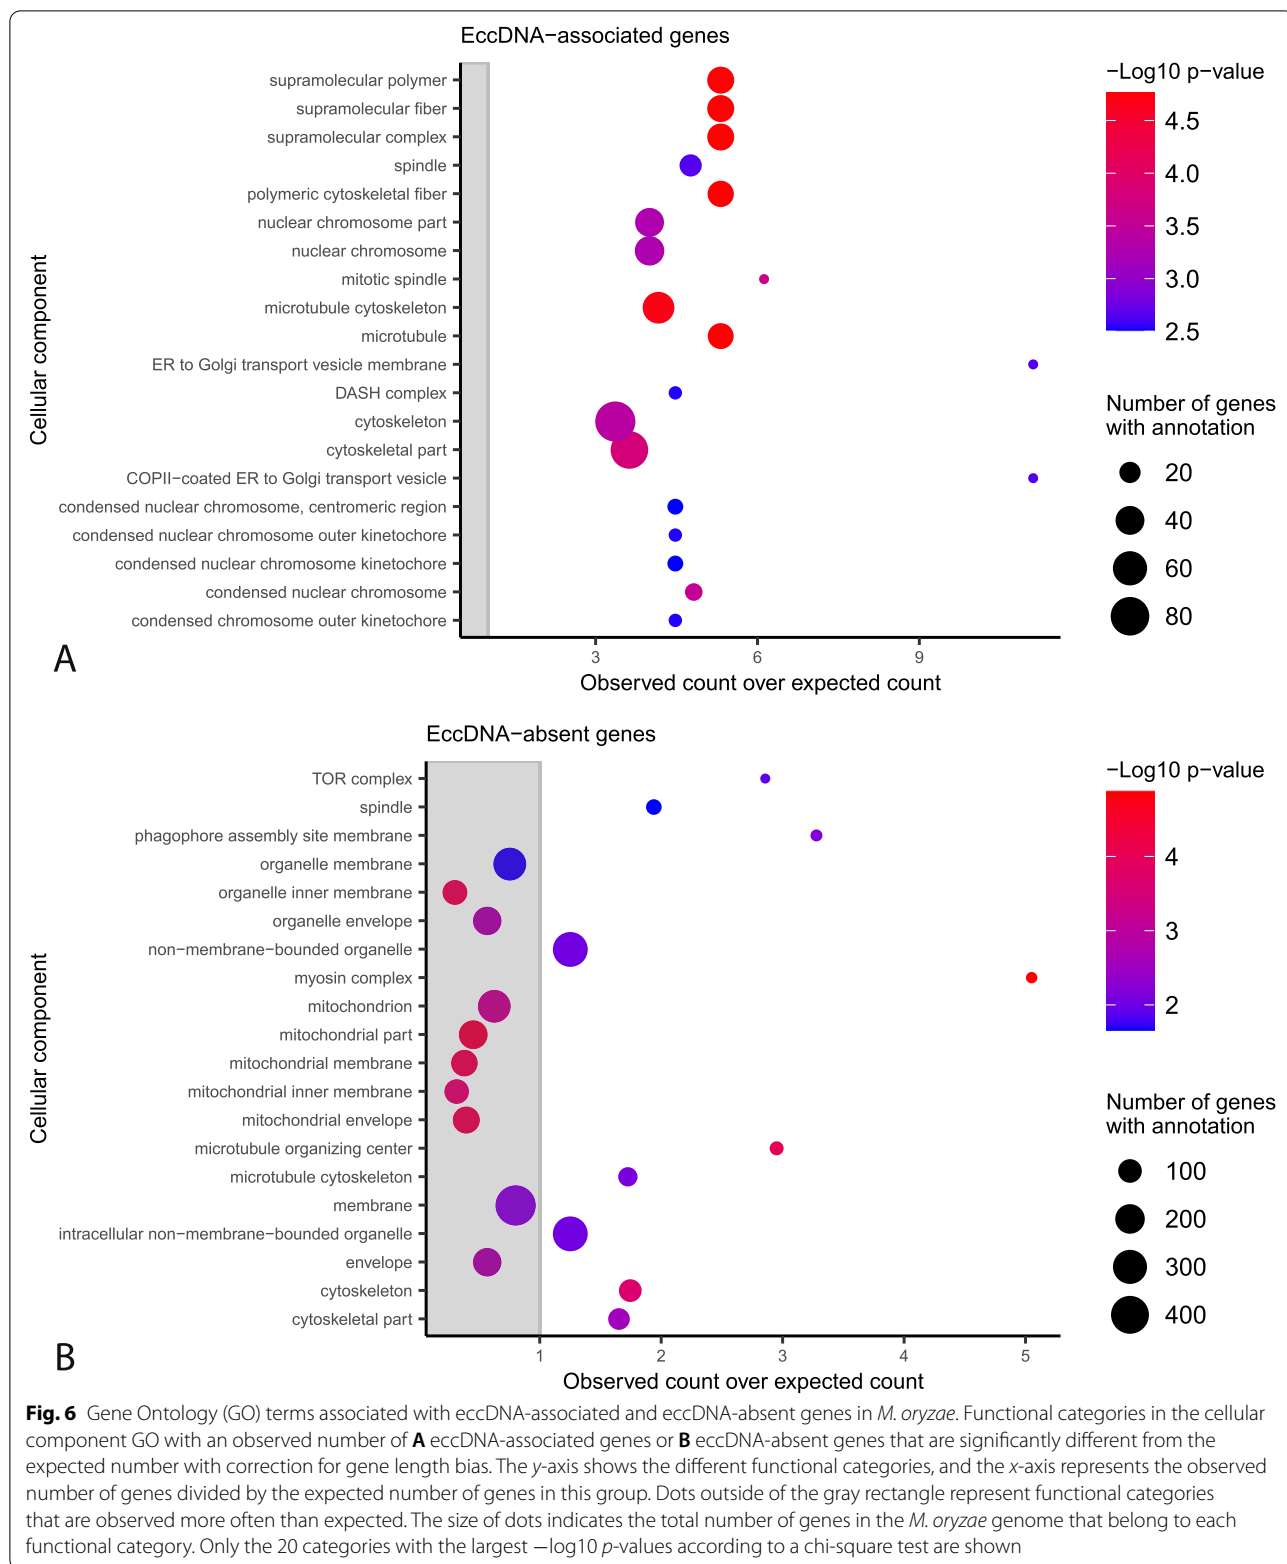 EccDNA−associated genes
Cellular component
supramolecular polymer
supramolecular fiber
supramolecular complex
spindle
polymeric cytoskeletal fiber
nuclear chromosome part
nuclear chromosome
mitotic spindle
microtubule cytoskeleton
microtubule
ER to Golgi transport vesicle membrane
DASH complex
cytoskeleton
cytoskeletal part
COPII−coated ER to Golgi transport vesicle
condensed nuclear chromosome, centromeric region
condensed nuclear chromosome outer kinetochore
condensed nuclear chromosome kinetochore
condensed nuclear chromosome
condensed chromosome outer kinetochore
3 6 9
Observed count over expected count
A
−Log10 p−value
4.5
4.0
3.5
3.0
2.5
Number of genes
with annotation
20
40
60
80
EccDNA−absent genes
Cellular component
TOR complex
spindle
phagophore assembly site membrane
organelle membrane
organelle inner membrane
organelle envelope
non−membrane−bounded organelle
myosin complex
mitochondrion
mitochondrial part
mitochondrial membrane
mitochondrial inner membrane
mitochondrial envelope
microtubule organizing center
microtubule cytoskeleton
membrane
intracellular non−membrane−bounded organelle
envelope
cytoskeleton
cytoskeletal part
1 2 3 4 5
Observed count over expected count
B
−Log10 p−value
4
3
2
Number of genes
with annotation
100
200
300
400
Fig. 6 Gene Ontology (GO) terms associated with eccDNA-associated and eccDNA-absent genes in M. oryzae. Functional categories in the cellular
component GO with an observed number of A eccDNA-associated genes or B eccDNA-absent genes that are significantly different from the
expected number with correction for gene length bias. The y-axis shows the different functional categories, and the x-axis represents the observed
number of genes divided by the expected number of genes in this group. Dots outside of the gray rectangle represent functional categories
that are observed more often than expected. The size of dots indicates the total number of genes in the M. oryzae genome that belong to each
functional category. Only the 20 categories with the largest −log10 p-values according to a chi-square test are shown